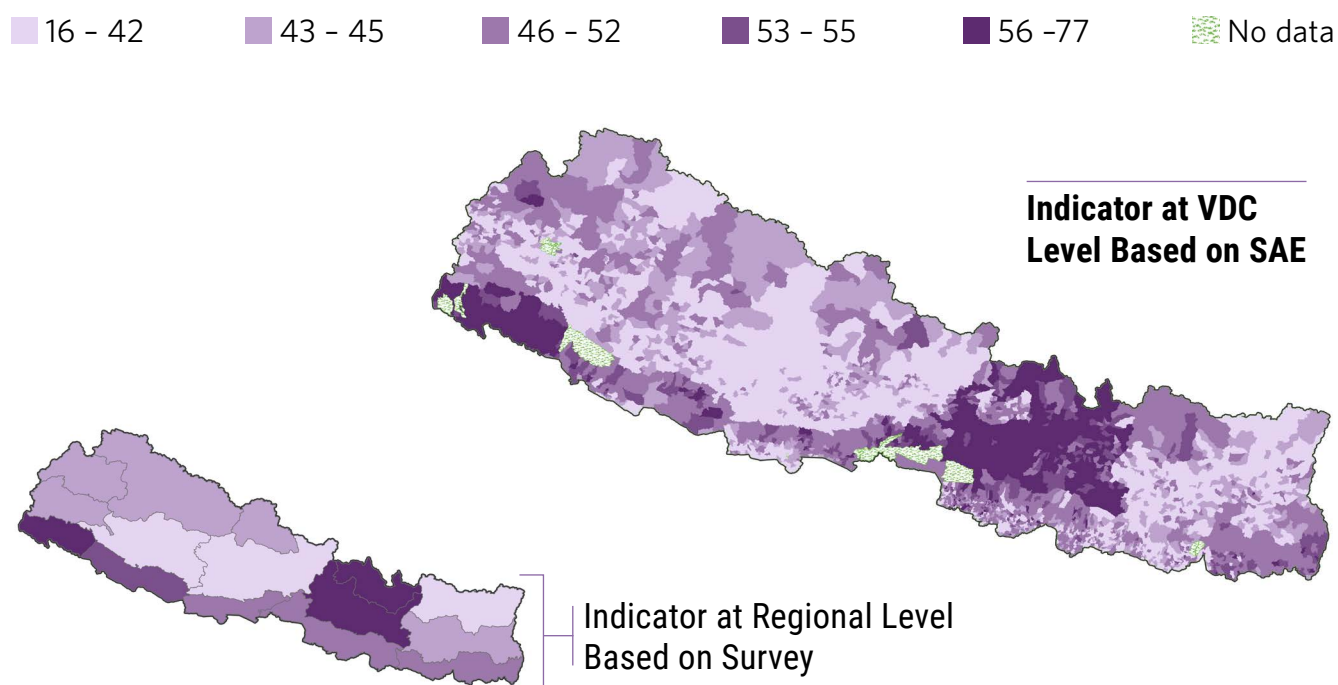 16 – 42 43 – 45 46 – 52 53 – 55 56 –77 No data
Indicator at VDC
Level Based on SAE
Indicator at Regional Level
Based on Survey